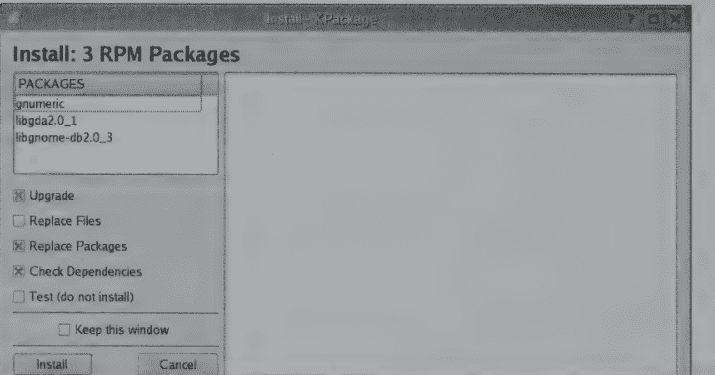 Install - KPackage
Install: 3 RPM Packages
PACKAGES
gnumeric
libgda2.0_1
libgnome-db2.0_3
Upgrade
Replace Files
Replace Packages
Check Dependencies
Test (do not install)
Keep this window
Install
Cancel